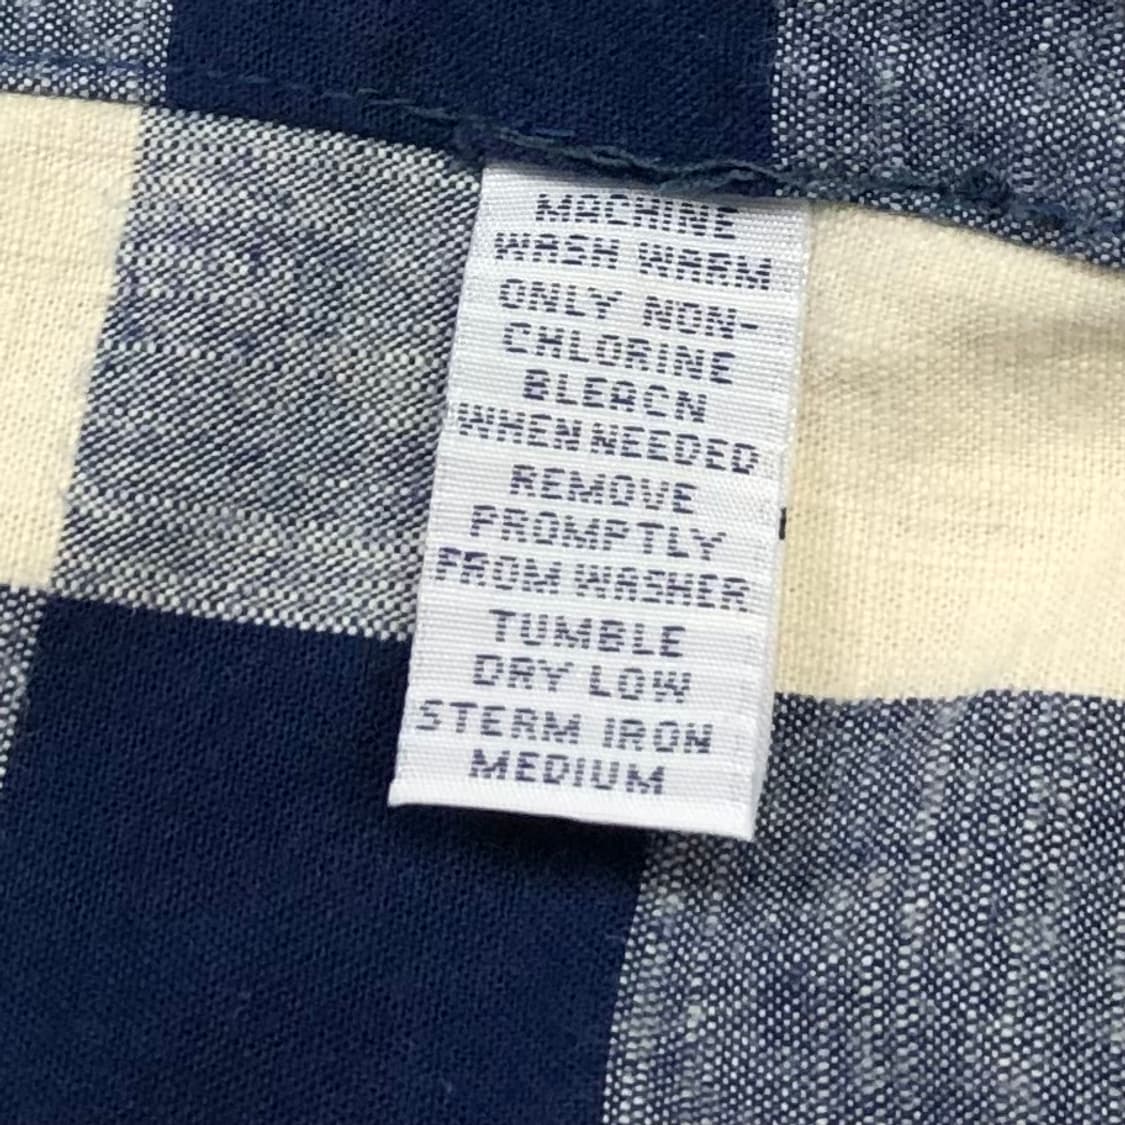 MACHINE
WASH WARM
ONLY NON-
CHLORINE
BLEACN
WHEN NEEDED
REMOVE
PROMPTLY
FROM WASHER
TUMBLE
DRY LOW
STERM IRON
MEDIUM